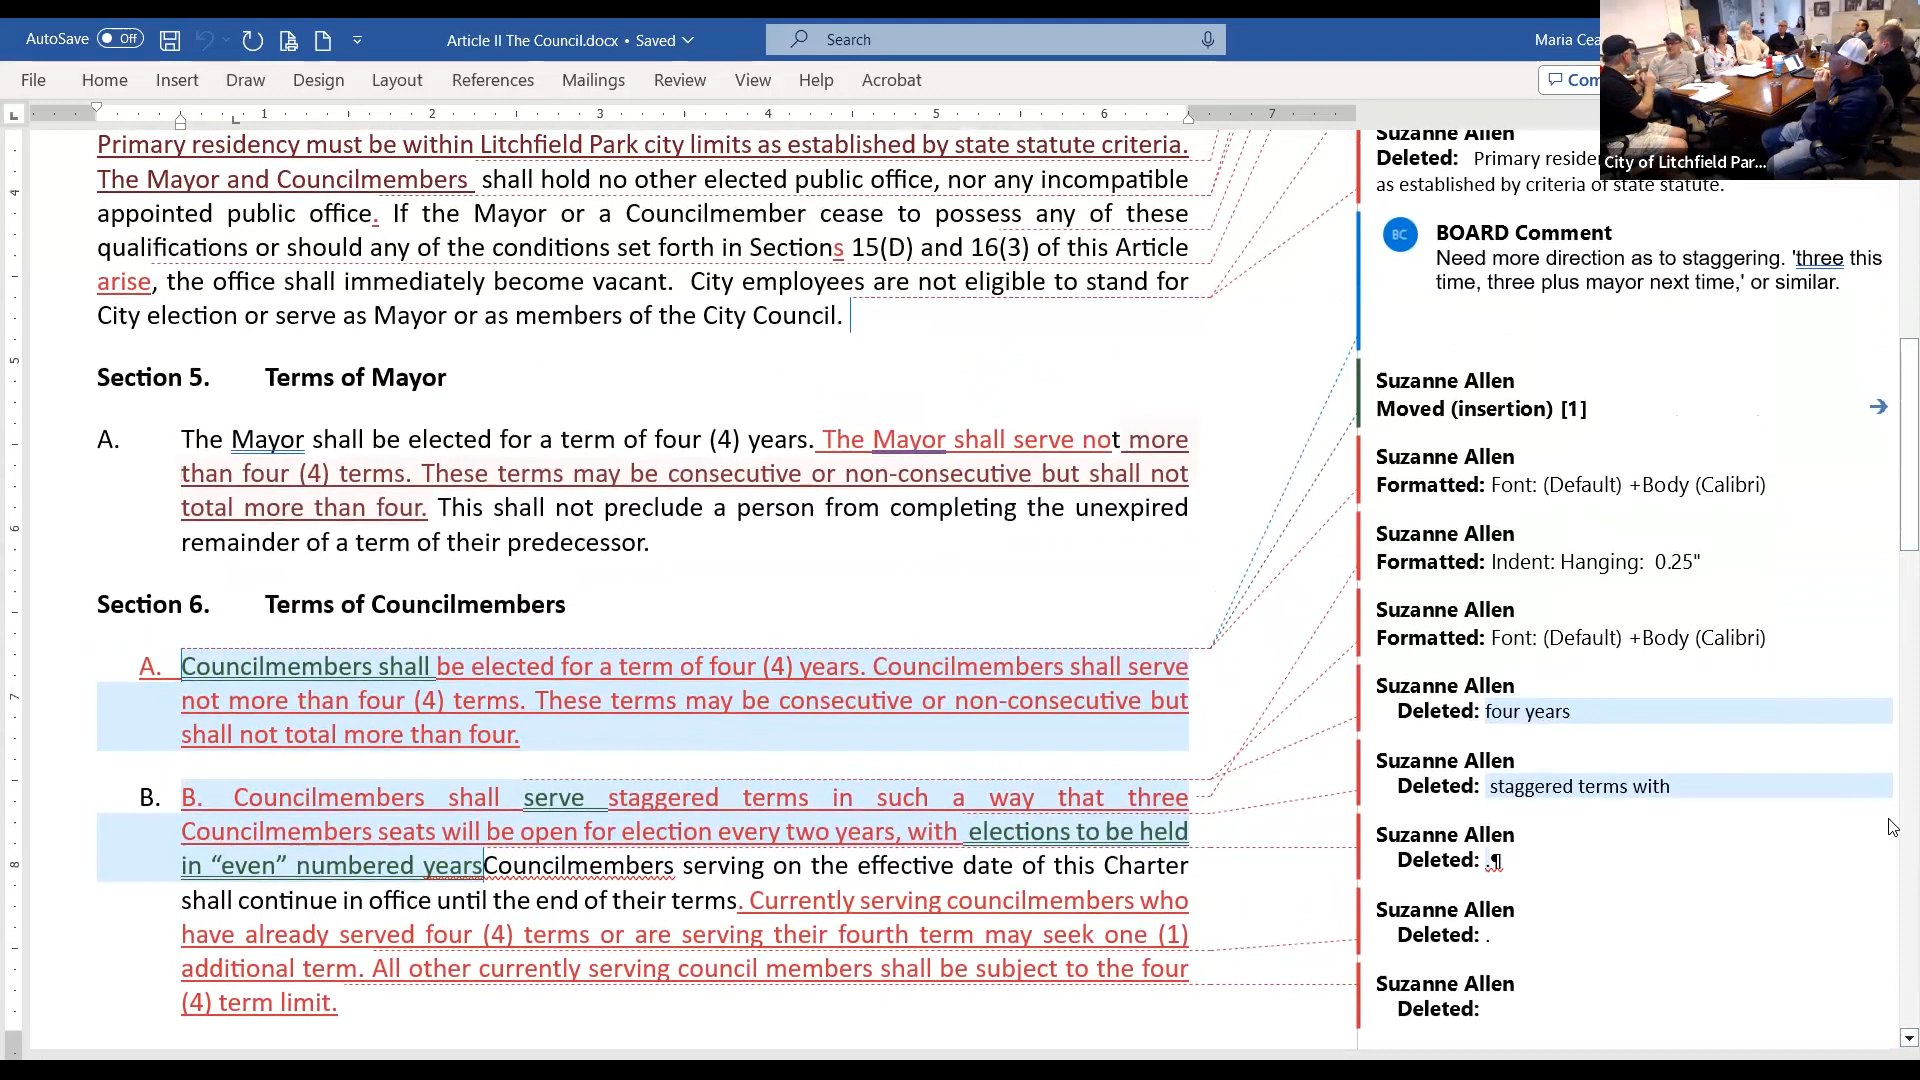 AutoSave Off Article II The Council.docx • Saved Search Maria Cea
File Home Insert Draw Design Layout References Mailings Review View Help Acrobat Com
1 2 3 4 5 6 7
City of Litchfield Par...
Primary residency must be within Litchfield Park city limits as established by state statute criteria.
The Mayor and Councilmembers shall hold no other elected public office, nor any incompatible
appointed public office. If the Mayor or a Councilmember cease to possess any of these
qualifications or should any of the conditions set forth in Sections 15(D) and 16(3) of this Article
arise, the office shall immediately become vacant. City employees are not eligible to stand for
City election or serve as Mayor or as members of the City Council.
Section 5. Terms of Mayor
A. The Mayor shall be elected for a term of four (4) years. The Mayor shall serve not more
than four (4) terms. These terms may be consecutive or non-consecutive but shall not
total more than four. This shall not preclude a person from completing the unexpired
remainder of a term of their predecessor.
Section 6. Terms of Councilmembers
A. Councilmembers shall be elected for a term of four (4) years. Councilmembers shall serve
not more than four (4) terms. These terms may be consecutive or non-consecutive but
shall not total more than four.
B. B. Councilmembers shall serve staggered terms in such a way that three
Councilmembers seats will be open for election every two years, with elections to be held
in “even” numbered yearsCouncilmembers serving on the effective date of this Charter
shall continue in office until the end of their terms. Currently serving councilmembers who
have already served four (4) terms or are serving their fourth term may seek one (1)
additional term. All other currently serving council members shall be subject to the four
(4) term limit.
4
5
6
7
8
Suzanne Allen
Deleted: Primary reside
as established by criteria of state statute.
BC BOARD Comment
Need more direction as to staggering. 'three this
time, three plus mayor next time,' or similar.
Suzanne Allen
Moved (insertion) [1]
Suzanne Allen
Formatted: Font: (Default) +Body (Calibri)
Suzanne Allen
Formatted: Indent: Hanging: 0.25"
Suzanne Allen
Formatted: Font: (Default) +Body (Calibri)
Suzanne Allen
Deleted: four years
Suzanne Allen
Deleted: staggered terms with
Suzanne Allen
Deleted: .¶
Suzanne Allen
Deleted: .
Suzanne Allen
Deleted: